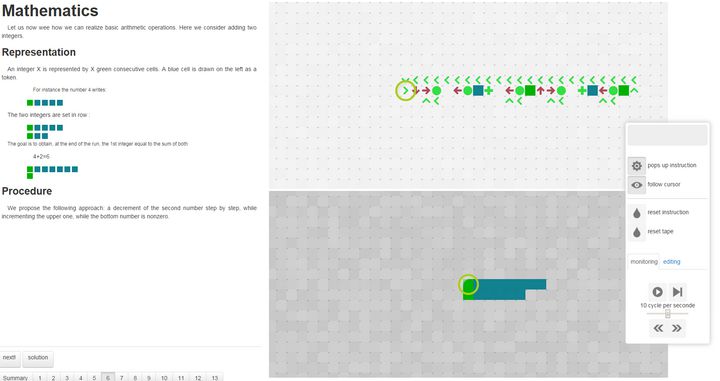 Mathematics
Let us now wee how we can realize basic arithmetic operations. Here we consider adding two
integers.
Representation
An integer X is represented by X green consecutive cells. A blue cell is drawn on the left as a
token.
For instance the number 4 writes:
The two integers are set in row :
The goal is to obtain, at the end of the run, the 1st integer equal to the sum of both
4+2=6
Procedure
We propose the following approach: a decrement of the second number step by step, while
incrementing the upper one, while the bottom number is nonzero.
next! solution
Summary 1 2 3 4 5 6 7 8 9 10 11 12 13
pops up instruction
follow cursor
reset instruction
reset tape
monitoring editing
10 cycle per seconde